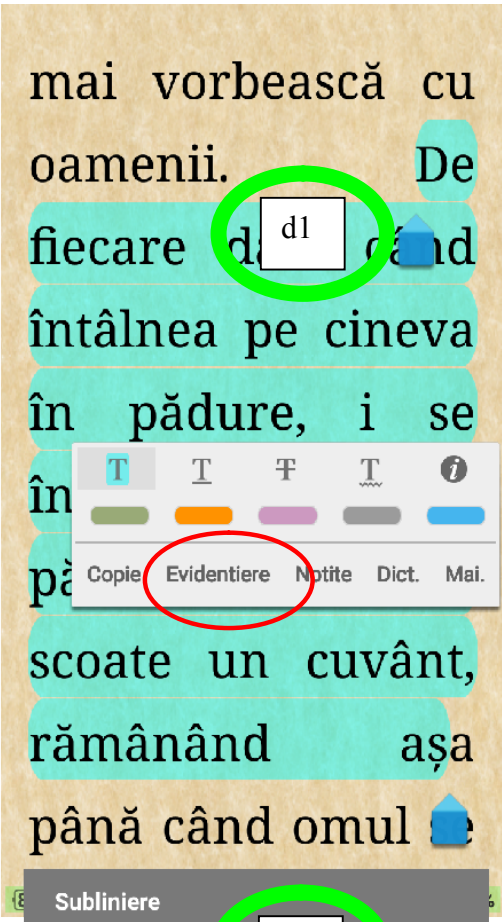 mai vorbească cu
oamenii. De
fiecare d1 când
întâlnea pe cineva
în pădure, i se
T T T T i
Copie Evidentiere Notite Dict. Mai.
scoate un cuvânt,
rămânând așa
până când omul se
Subliniere